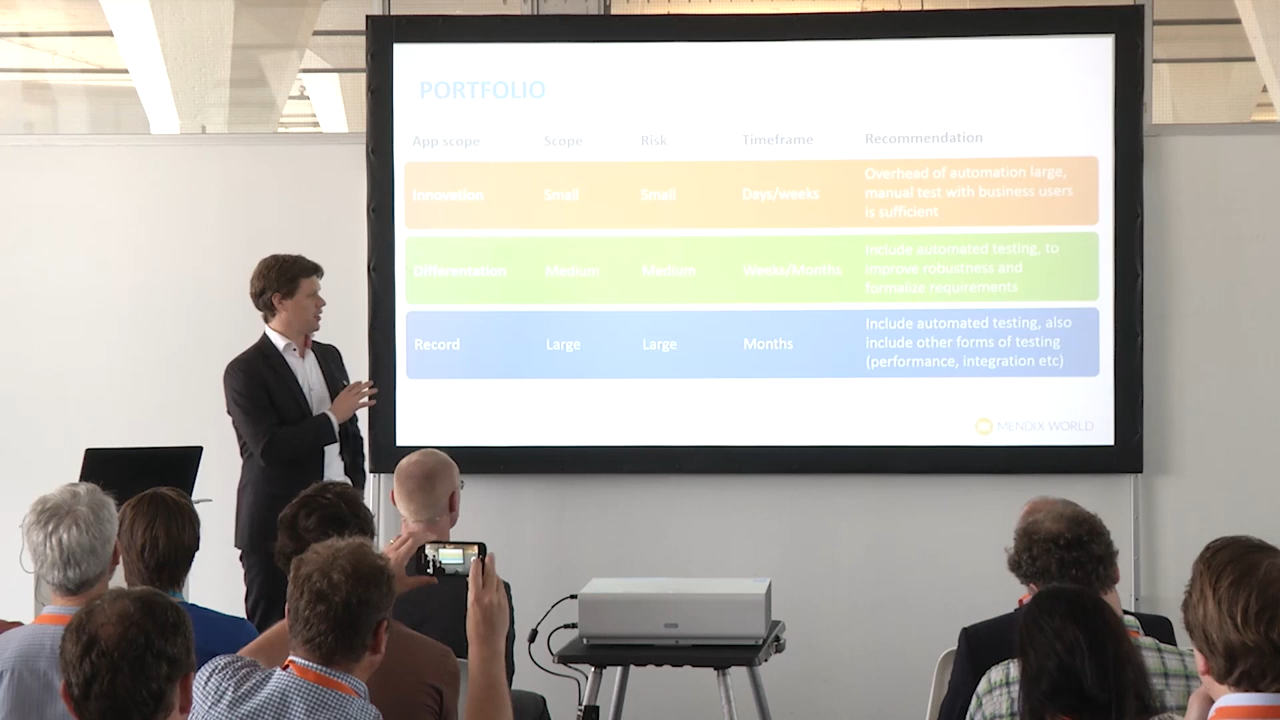 PORTFOLIO
App scope Scope Risk Timeframe Recommendation
Innovation Small Small Days/weeks Overhead of automation large,
manual test with business users
is sufficient
Differentation Medium Medium Weeks/Months Include automated testing, to
improve robustness and
formalize requirements
Record Large Large Months Include automated testing, also
include other forms of testing
(performance, integration etc)
MENDIX WORLD